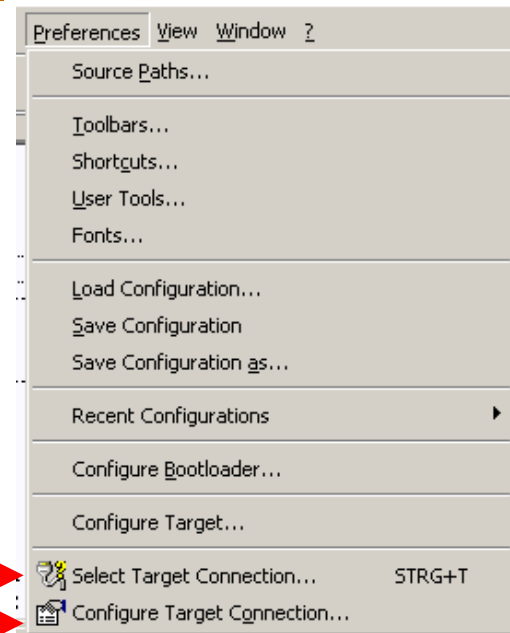 Preferences View Window ?
Source Paths...
Toolbars...
Shortcuts...
User Tools...
Fonts...
Load Configuration...
Save Configuration
Save Configuration as...
Recent Configurations
Configure Bootloader...
Configure Target...
Select Target Connection... STRG+T
Configure Target Connection...